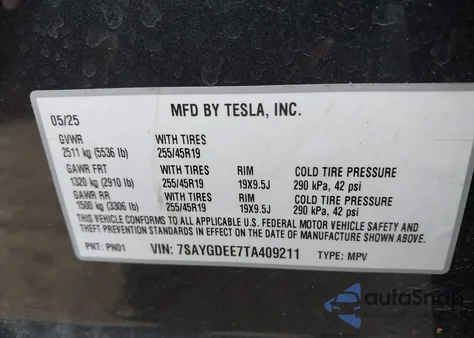 MFD BY TESLA, INC.
05/25
GVWR WITH TIRES
2511 kg (5536 lb) 255/45R19
GAWR FRT WITH TIRES RIM COLD TIRE PRESSURE
1320 kg (2910 lb) 255/45R19 19X9.5J 290 kPa, 42 psi
GAWR RR WITH TIRES RIM COLD TIRE PRESSURE
1500 kg (3306 lb) 255/45R19 19X9.5J 290 kPa, 42 psi
THIS VEHICLE CONFORMS TO ALL APPLICABLE U.S. FEDERAL MOTOR VEHICLE SAFETY AND
THEFT PREVENTION STANDARDS IN EFFECT ON THE DATE OF MANUFACTURE SHOWN ABOVE.
PNT: PN01 VIN: 7SAYGDEE7TA409211 TYPE: MPV
autoSnap